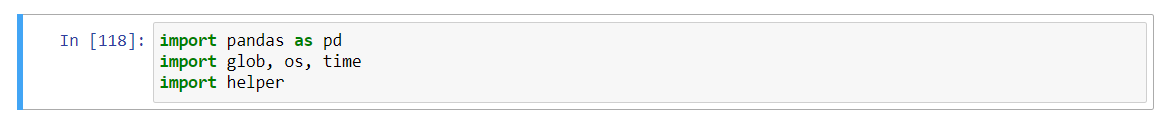 In [118]: import pandas as pd
import glob, os, time
import helper